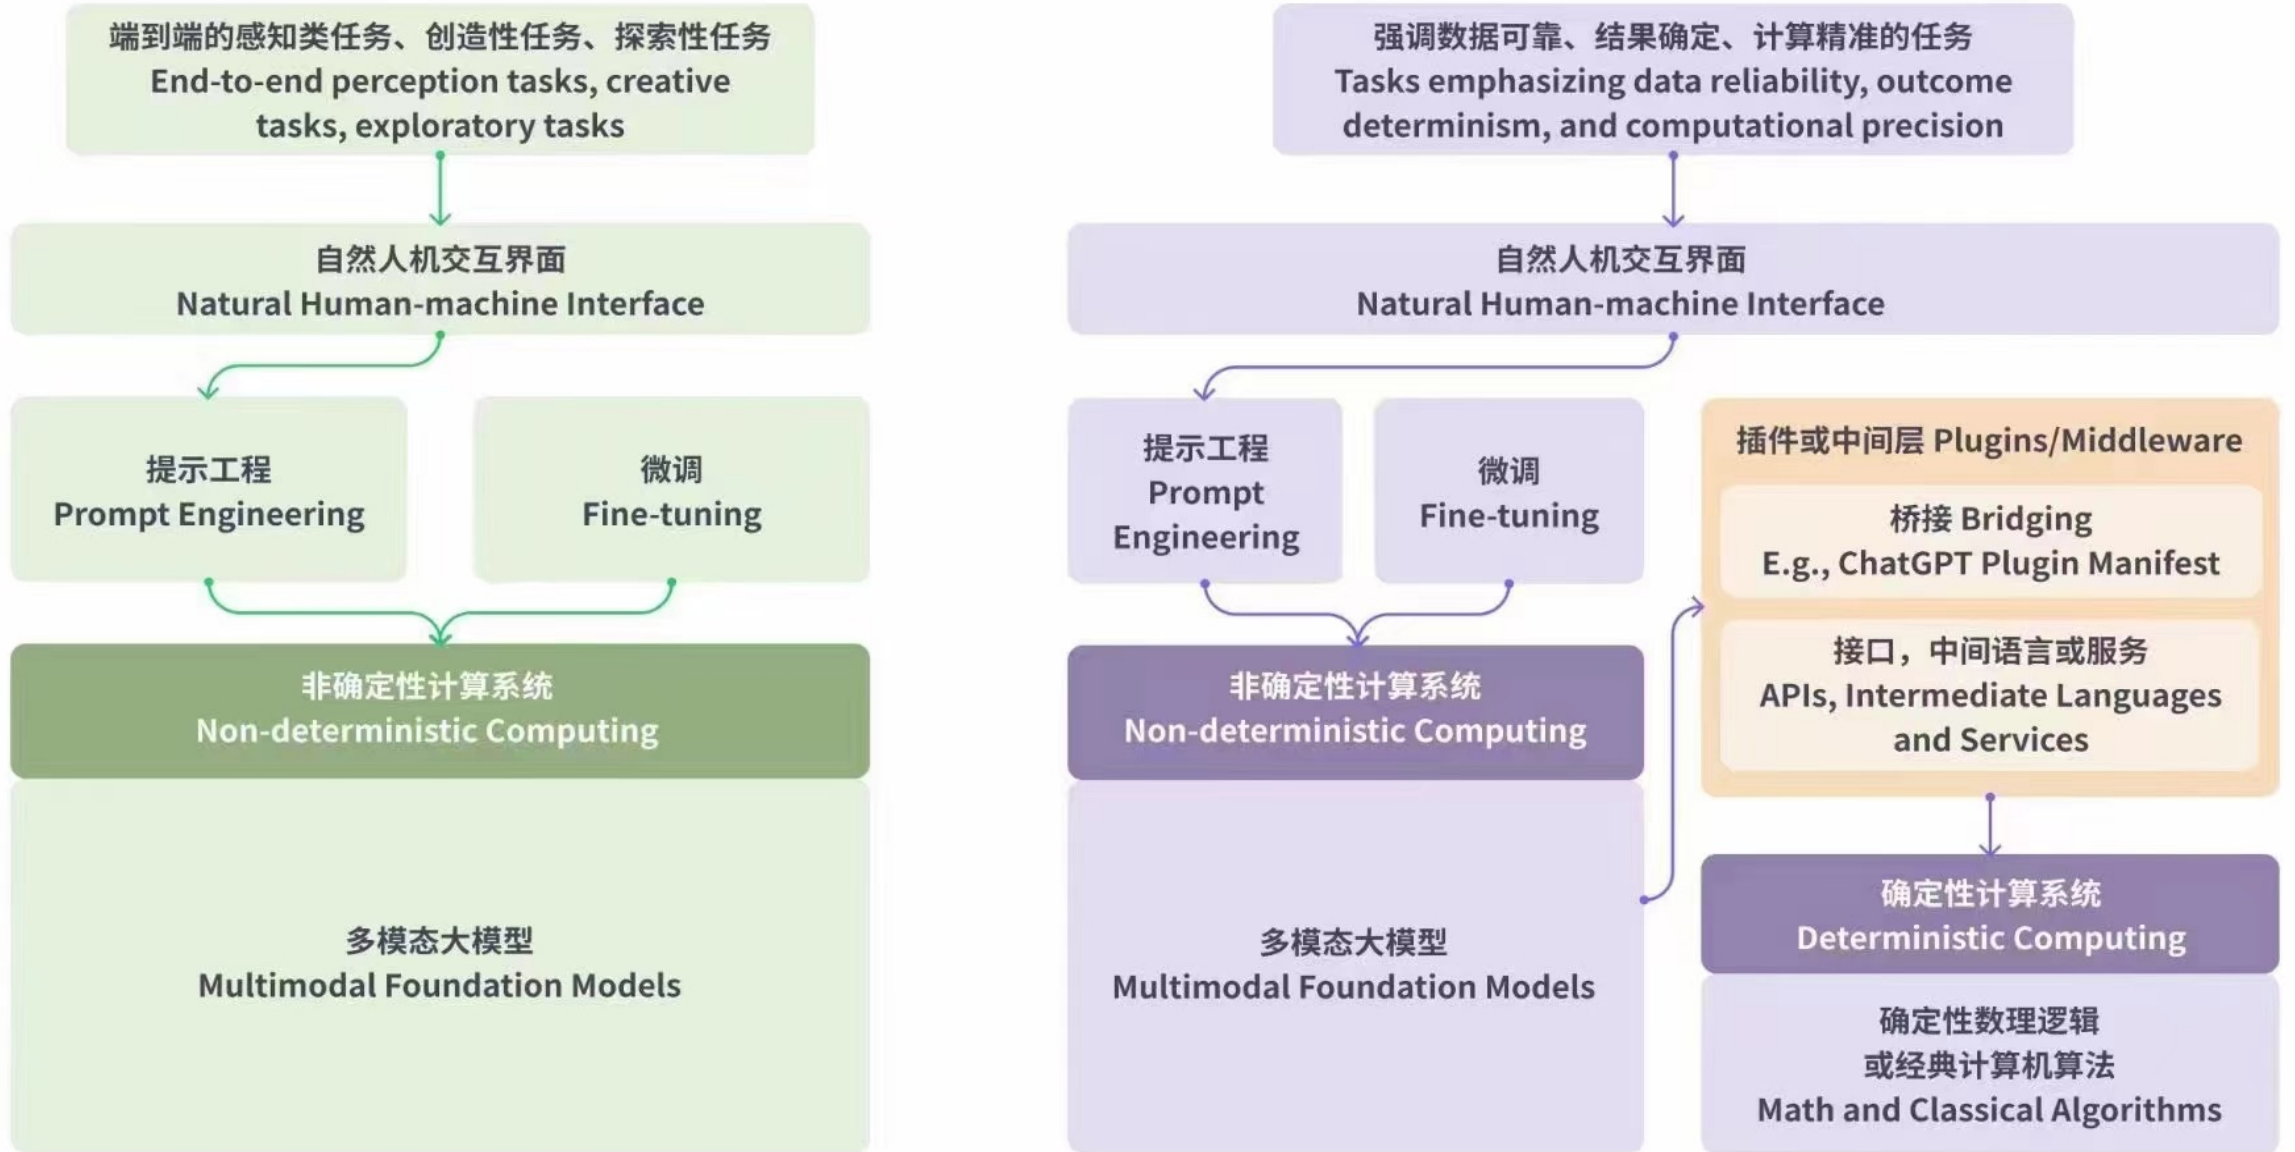 端到端的感知类任务、创造性任务、探索性任务
End-to-end perception tasks, creative
tasks, exploratory tasks
自然人机交互界面
Natural Human-machine Interface
提示工程
Prompt Engineering
微调
Fine-tuning
非确定性计算系统
Non-deterministic Computing
多模态大模型
Multimodal Foundation Models
强调数据可靠、结果确定、计算精准的任务
Tasks emphasizing data reliability, outcome
determinism, and computational precision
自然人机交互界面
Natural Human-machine Interface
提示工程
Prompt
Engineering
微调
Fine-tuning
非确定性计算系统
Non-deterministic Computing
多模态大模型
Multimodal Foundation Models
插件或中间层 Plugins/Middleware
桥接 Bridging
E.g., ChatGPT Plugin Manifest
接口，中间语言或服务
APIs, Intermediate Languages
and Services
确定性计算系统
Deterministic Computing
确定性数理逻辑
或经典计算机算法
Math and Classical Algorithms